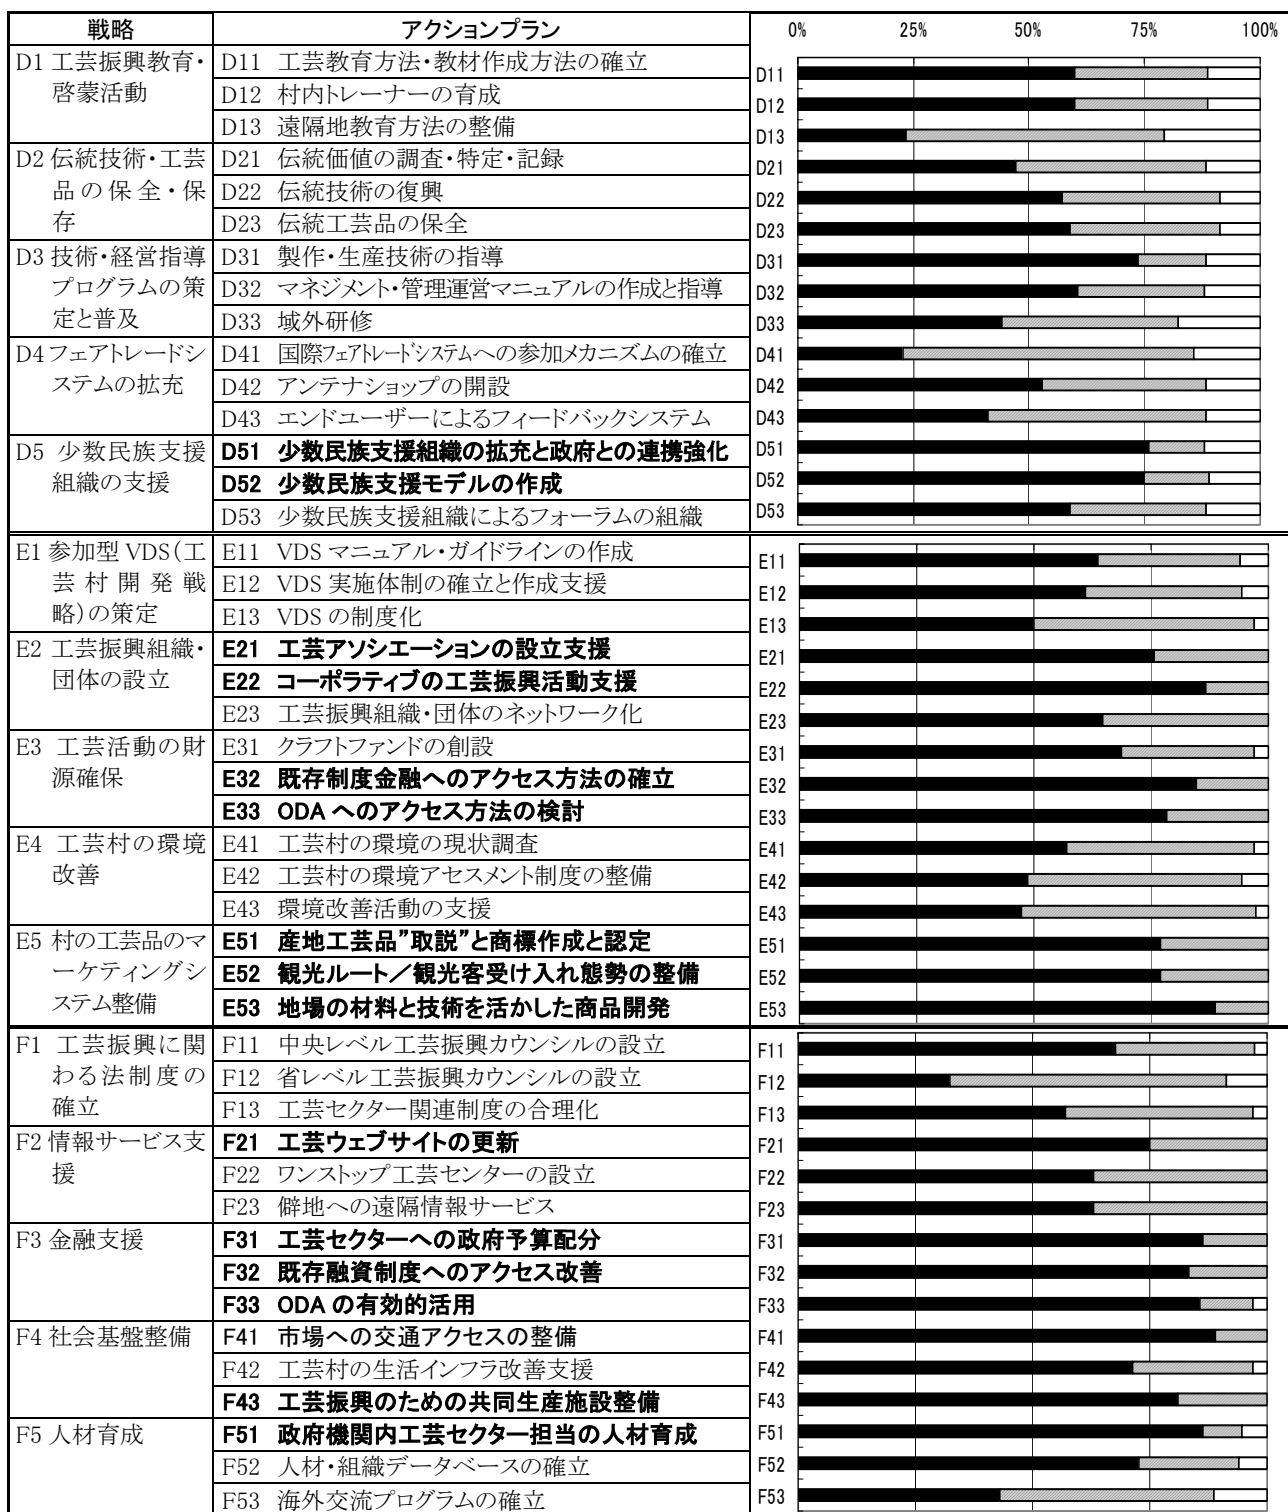 戦略 アクションプラン 0% 25% 50% 75% 100%
D1 工芸振興教育・ D11 工芸教育方法・教材作成方法の確立 D11
啓蒙活動 D12 村内トレーナーの育成 D12
D13 遠隔地教育方法の整備 D13
D2 伝統技術・工芸 D21 伝統価値の調査・特定・記録 D21
品の保全・保 D22 伝統技術の復興 D22
存 D23 伝統工芸品の保全 D23
D3 技術・経営指導 D31 製作・生産技術の指導 D31
プログラムの策 D32 マネジメント・管理運営マニュアルの作成と指導 D32
定と普及 D33 域外研修 D33
D4 フェアトレードシ D41 国際フェアトレードシステムへの参加メカニズムの確立 D41
ステムの拡充 D42 アンテナショップの開設 D42
D43 エンドユーザーによるフィードバックシステム D43
D5 少数民族支援 D51 少数民族支援組織の拡充と政府との連携強化 D51
組織の支援 D52 少数民族支援モデルの作成 D52
D53 少数民族支援組織によるフォーラムの組織 D53
E1 参加型 VDS(工 E11 VDS マニュアル・ガイドラインの作成 E11
芸村開発戦 E12 VDS 実施体制の確立と作成支援 E12
略)の策定 E13 VDS の制度化 E13
E2 工芸振興組織・ E21 工芸アソシエーションの設立支援 E21
団体の設立 E22 コーポラティブの工芸振興活動支援 E22
E23 工芸振興組織・団体のネットワーク化 E23
E3 工芸活動の財 E31 クラフトファンドの創設 E31
源確保 E32 既存制度金融へのアクセス方法の確立 E32
E33 ODA へのアクセス方法の検討 E33
E4 工芸村の環境 E41 工芸村の環境の現状調査 E41
改善 E42 工芸村の環境アセスメント制度の整備 E42
E43 環境改善活動の支援 E43
E5 村の工芸品のマ E51 産地工芸品”取説”と商標作成と認定 E51
ーケティングシ E52 観光ルート/観光客受け入れ態勢の整備 E52
ステム整備 E53 地場の材料と技術を活かした商品開発 E53
F1 工芸振興に関 F11 中央レベル工芸振興カウンシルの設立 F11
わる法制度の F12 省レベル工芸振興カウンシルの設立 F12
確立 F13 工芸セクター関連制度の合理化 F13
F2 情報サービス支 F21 工芸ウェブサイトの更新 F21
援 F22 ワンストップ工芸センターの設立 F22
F23 僻地への遠隔情報サービス F23
F3 金融支援 F31 工芸セクターへの政府予算配分 F31
F32 既存融資制度へのアクセス改善 F32
F33 ODA の有効的活用 F33
F4 社会基盤整備 F41 市場への交通アクセスの整備 F41
F42 工芸村の生活インフラ改善支援 F42
F43 工芸振興のための共同生産施設整備 F43
F5 人材育成 F51 政府機関内工芸セクター担当の人材育成 F51
F52 人材・組織データベースの確立 F52
F53 海外交流プログラムの確立 F53